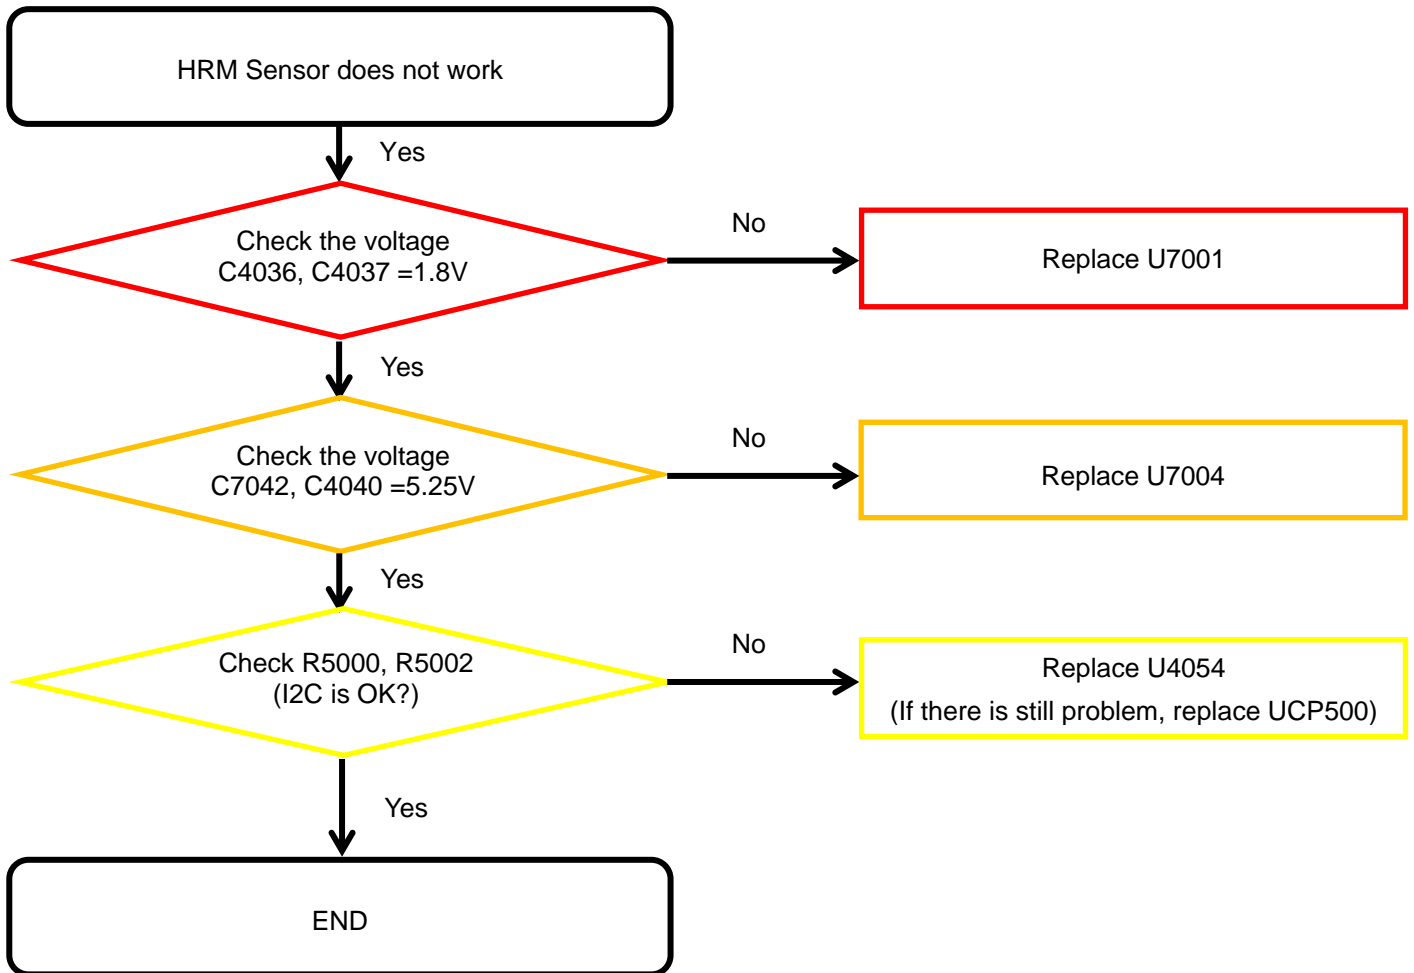 HRM Sensor does not work
Yes
Check the voltage
C4036, C4037 =1.8V
No
Replace U7001
Yes
Check the voltage
C7042, C4040 =5.25V
No
Replace U7004
Yes
Check R5000, R5002
(I2C is OK?)
No
Replace U4054
(If there is still problem, replace UCP500)
Yes
END